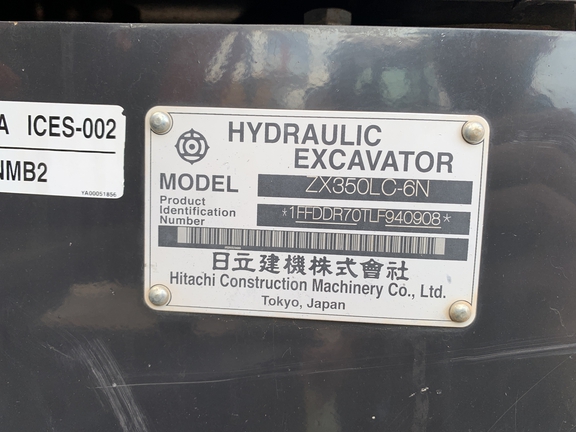 A ICES-002
NMB2
YA00051856
HYDRAULIC
EXCAVATOR
MODEL ZX350LC-6N
Product
Identification
Number
*1FFDDR70TLF940908*
日立建機株式會社
Hitachi Construction Machinery Co., Ltd.
Tokyo, Japan